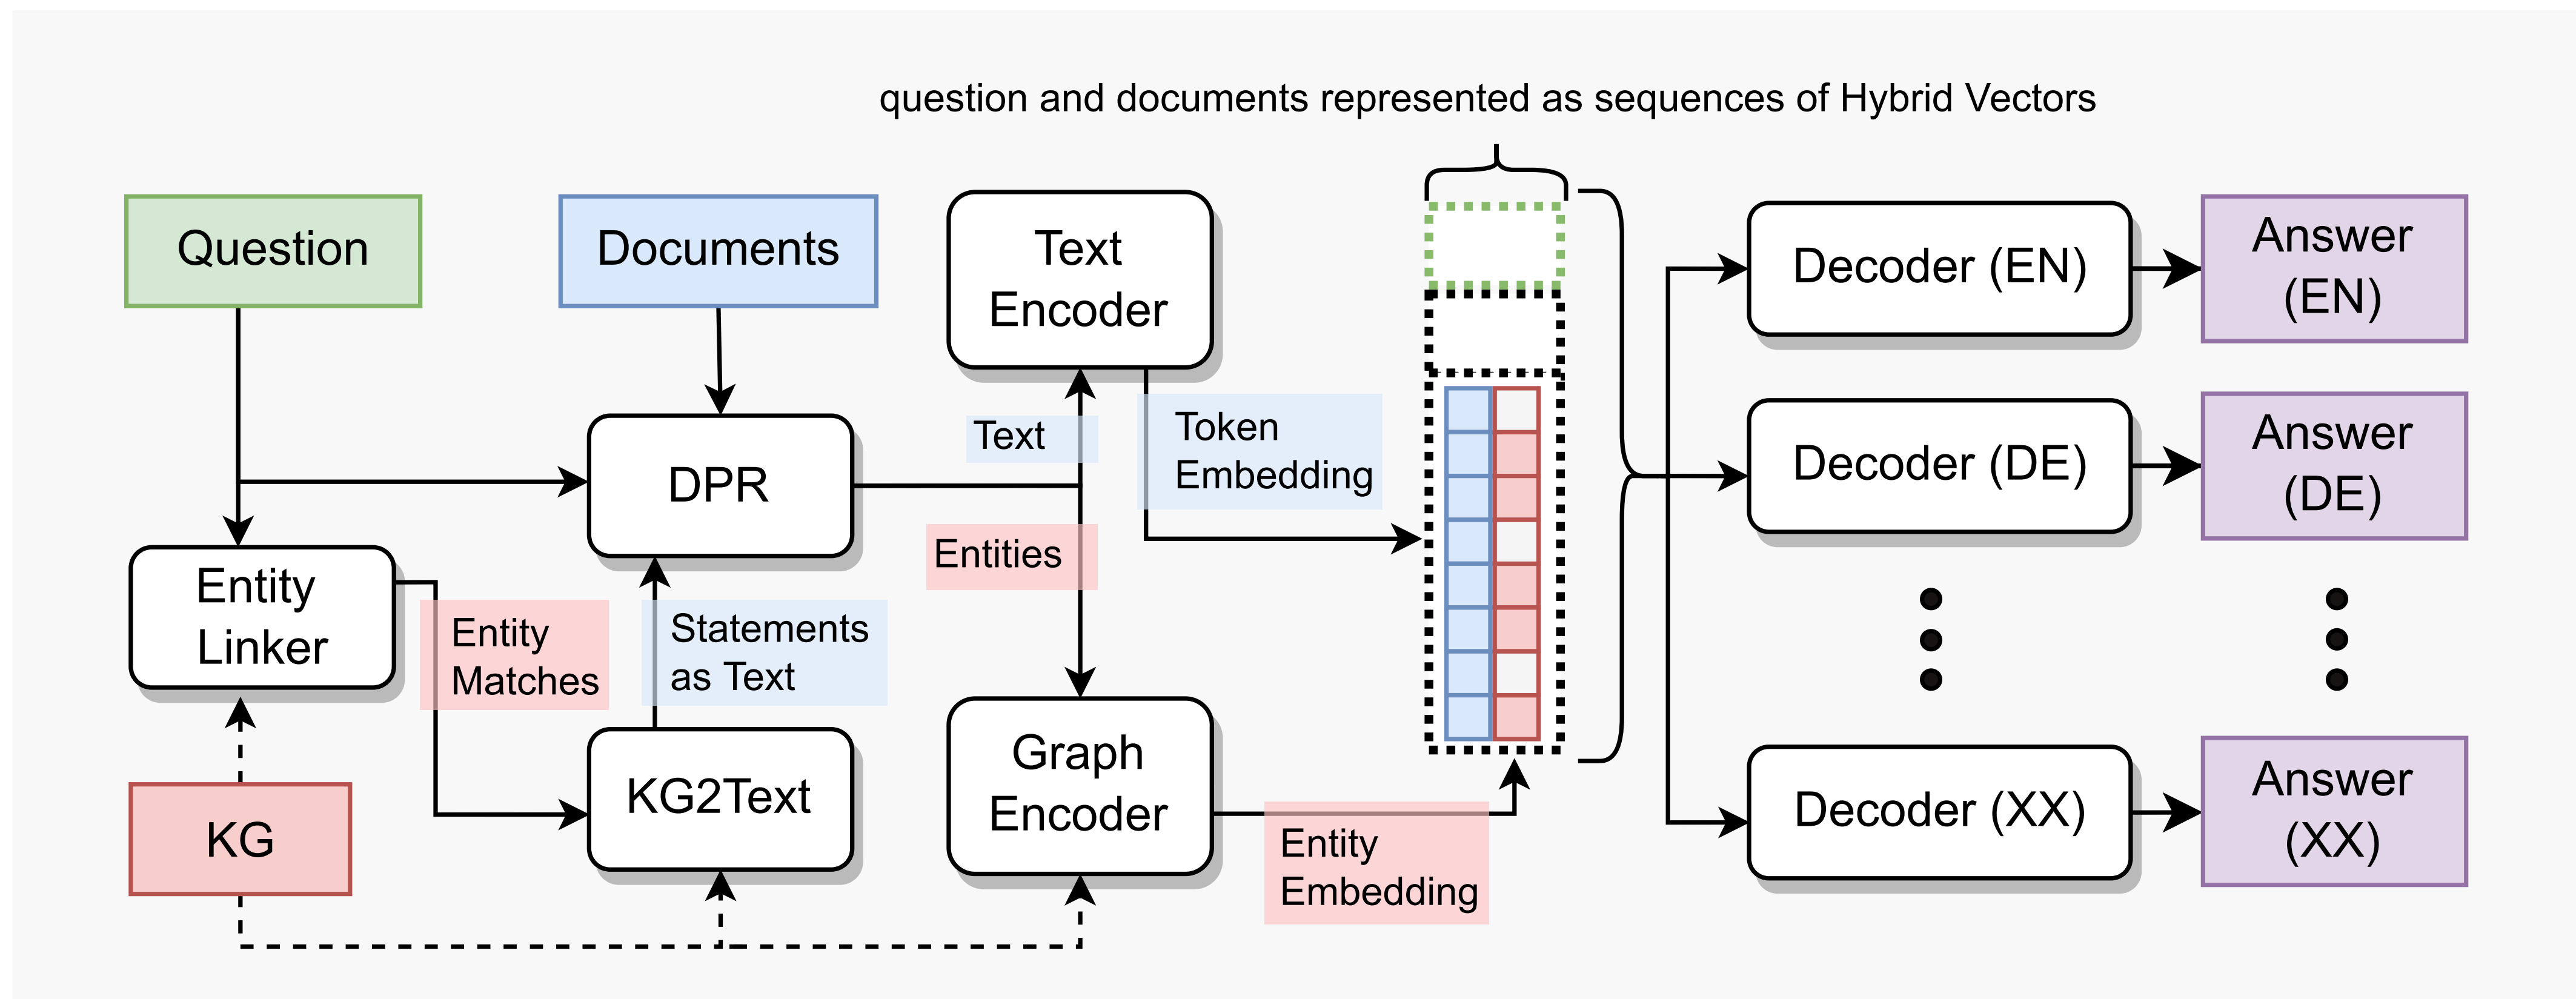 question and documents represented as sequences of Hybrid Vectors
Question
Documents
Text
Encoder
Decoder (EN)
Answer
(EN)
Text
Token
Embedding
DPR
Decoder (DE)
Answer
(DE)
Entities
Entity
Linker
Entity
Matches
Statements
as Text
KG
KG2Text
Graph
Encoder
Entity
Embedding
Decoder (XX)
Answer
(XX)